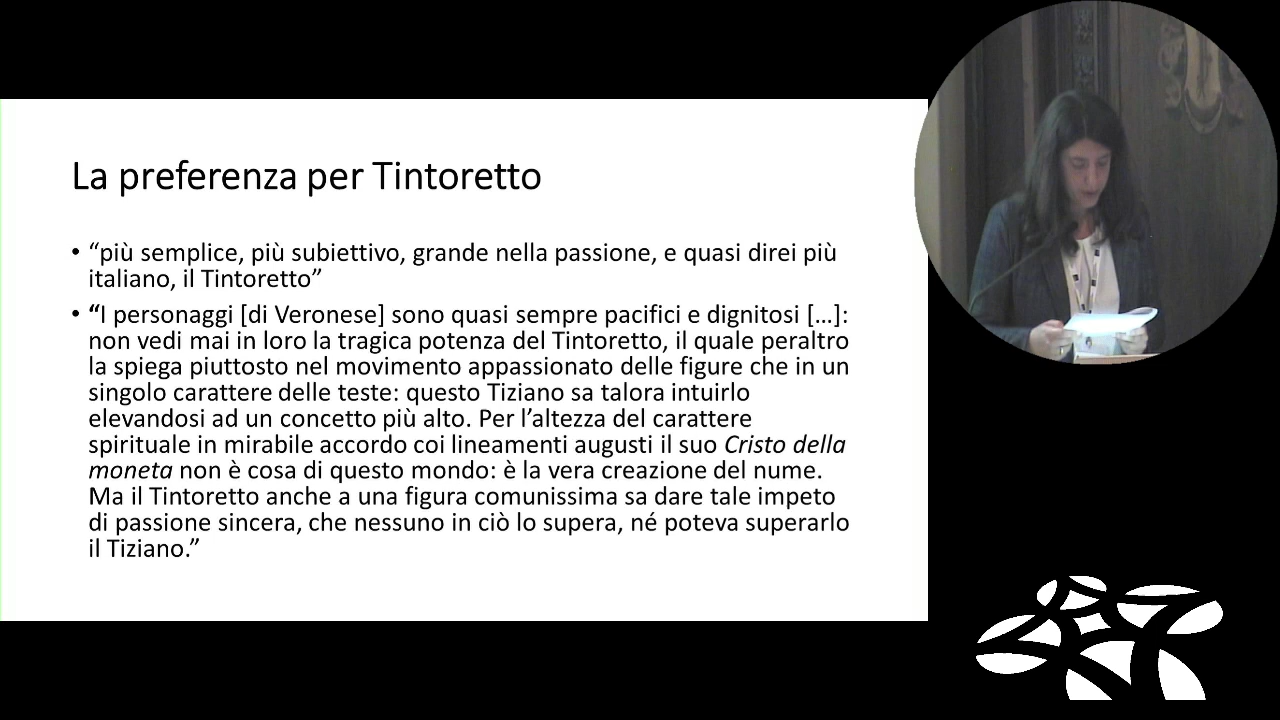 La preferenza per Tintoretto
• “più semplice, più subiettivo, grande nella passione, e quasi direi più
italiano, il Tintoretto”
• “I personaggi [di Veronese] sono quasi sempre pacifici e dignitosi […]:
non vedi mai in loro la tragica potenza del Tintoretto, il quale peraltro
la spiega piuttosto nel movimento appassionato delle figure che in un
singolo carattere delle teste: questo Tiziano sa talora intuirlo
elevandosi ad un concetto più alto. Per l’altezza del carattere
spirituale in mirabile accordo coi lineamenti augusti il suo Cristo della
moneta non è cosa di questo mondo: è la vera creazione del nume.
Ma il Tintoretto anche a una figura comunissima sa dare tale impeto
di passione sincera, che nessuno in ciò lo supera, né poteva superarlo
il Tiziano.”